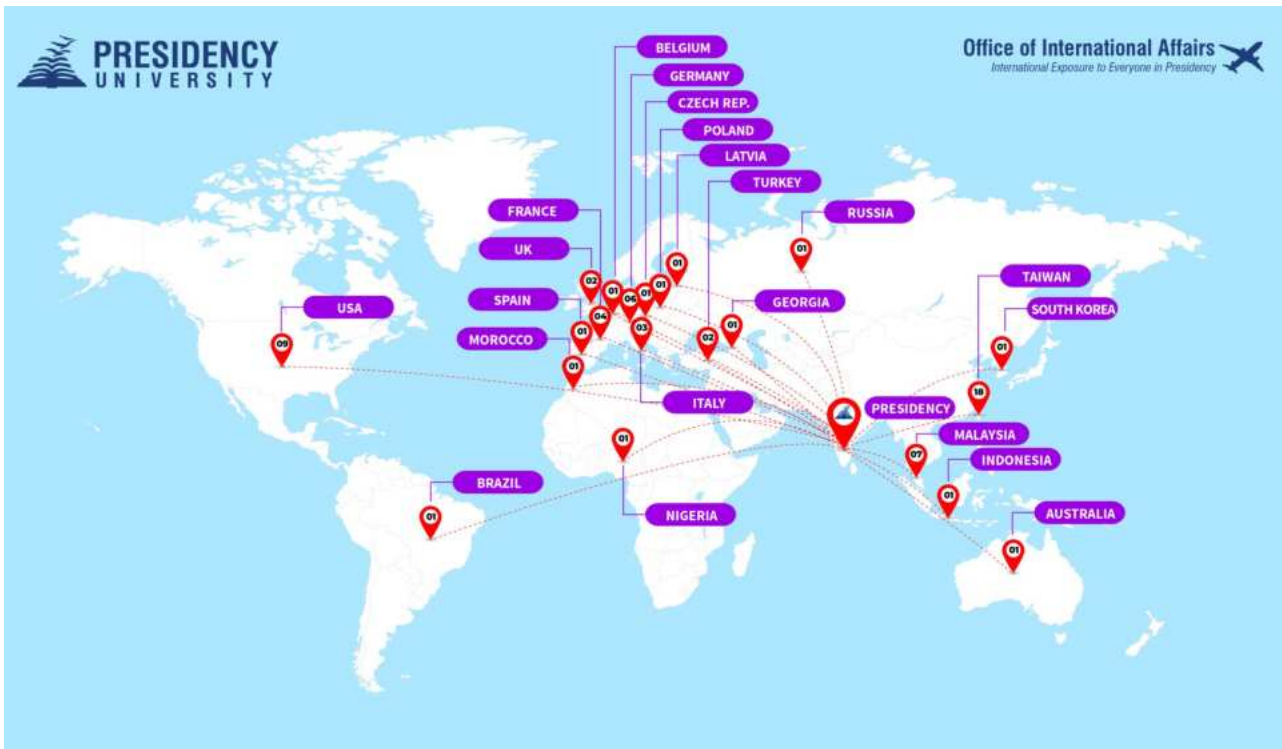 PRESIDENCY
UNIVERSITY
Office of International Affairs
International Exposure to Everyone in Presidency
BELGIUM
GERMANY
CZECH REP.
POLAND
LATVIA
TURKEY
FRANCE
RUSSIA
UK
01
TAIWAN
02
01
SPAIN
01
06
01
01
GEORGIA
USA
SOUTH KOREA
04
03
01
MOROCCO
01
02
09
01
01
18
ITALY
PRESIDENCY
MALAYSIA
01
07
INDONESIA
BRAZIL
01
NIGERIA
AUSTRALIA
01
01